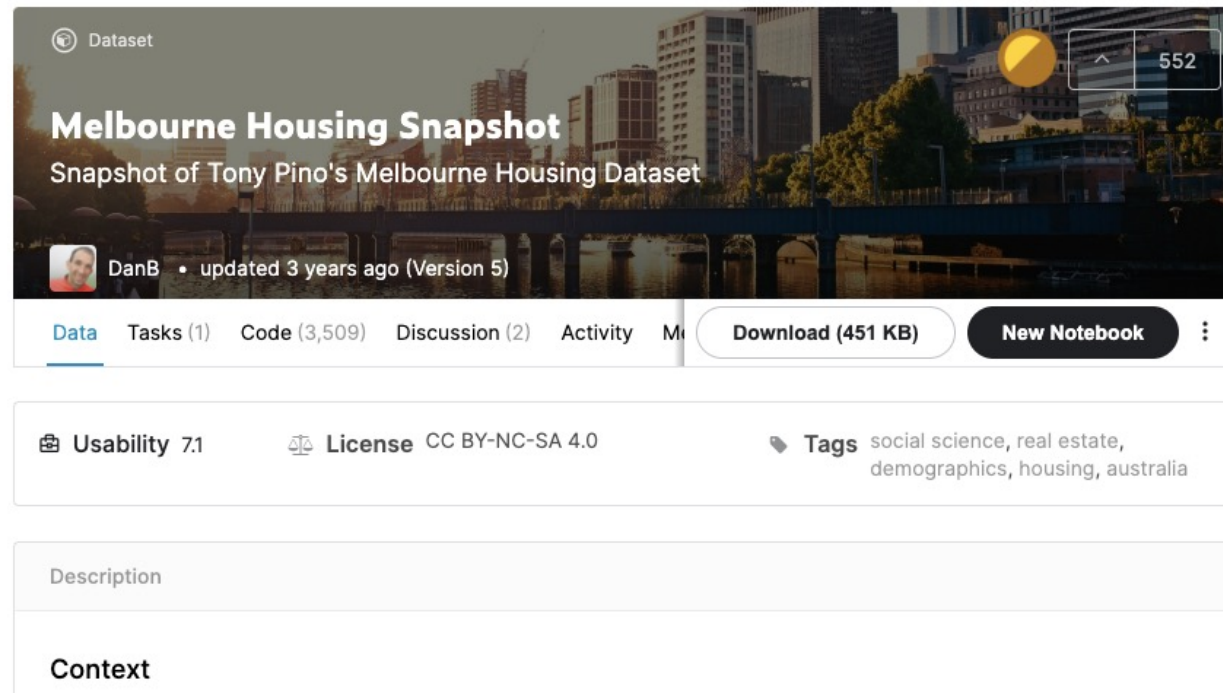 Dataset
552
Melbourne Housing Snapshot
Snapshot of Tony Pino's Melbourne Housing Dataset
DanB • updated 3 years ago (Version 5)
Data Tasks (1) Code (3,509) Discussion (2) Activity Download (451 KB) New Notebook
Usability 7.1 License CC BY-NC-SA 4.0 Tags social science, real estate,
demographics, housing, australia
Description
Context